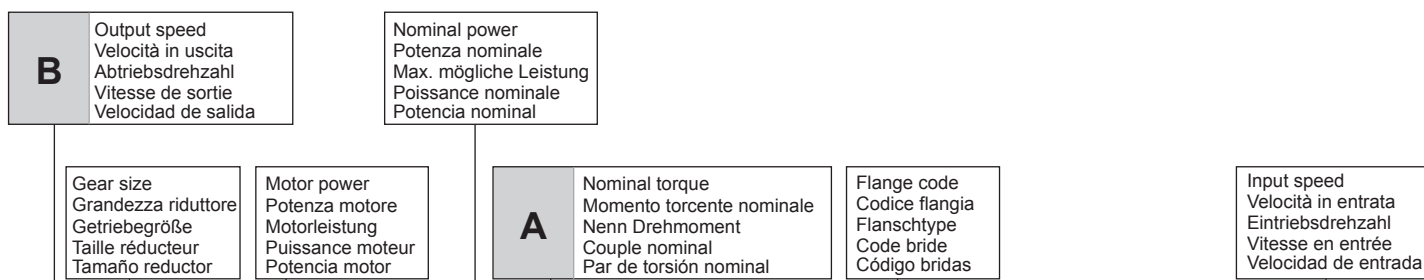 B
Output speed
Velocità in uscita
Abtriebsdrehzahl
Vitesse de sortie
Velocidad de salida
Nominal power
Potenza nominale
Max. mögliche Leistung
Poissance nominale
Potencia nominal
Gear size
Grandezza riduttore
Getriebegröße
Taille réducteur
Tamaño reductor
Motor power
Potenza motore
Motorleistung
Puissance moteur
Potencia motor
A
Nominal torque
Momento torcente nominale
Nenn Drehmoment
Couple nominal
Par de torsión nominal
Flange code
Codice flangia
Flanschtype
Code bride
Código bridas
Input speed
Velocità in entrata
Eintriebsdrehzahl
Vitesse en entrée
Velocidad de entrada